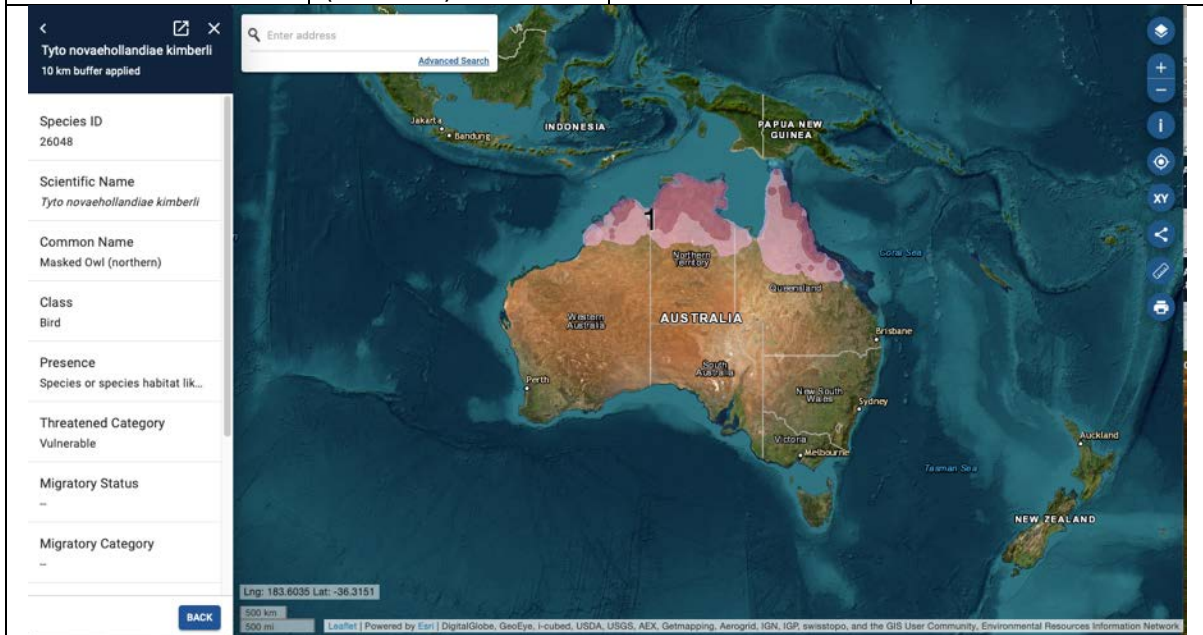 Tyto novaehollandiae kimberli
10 km buffer applied
Species ID
26048
Scientific Name
Tyto novaehollandiae kimberli
Common Name
Masked Owl (northern)
Class
Bird
Presence
Species or species habitat lik...
Threatened Category
Vulnerable
Migratory Status
--
Migratory Category
--
BACK
Enter address
Advanced Search
Jakarta
Bandung
INDONESIA
PAPUA NEW
GUINEA
1
Northern
Territory
Coral Sea
Queensland
Western
Australia
AUSTRALIA
Brisbane
South
Australia
Perth
New South
Wales
Sydney
Victoria
Melbourne
Auckland
Tasman Sea
NEW ZEALAND
XY
Lng: 183.6035 Lat: -36.3151
500 km
500 mi
Leaflet | Powered by Esri | DigitalGlobe, GeoEye, i-cubed, USDA, USGS, AEX, Getmapping, Aerogrid, IGN, IGP, swisstopo, and the GIS User Community, Environmental Resources Information Network